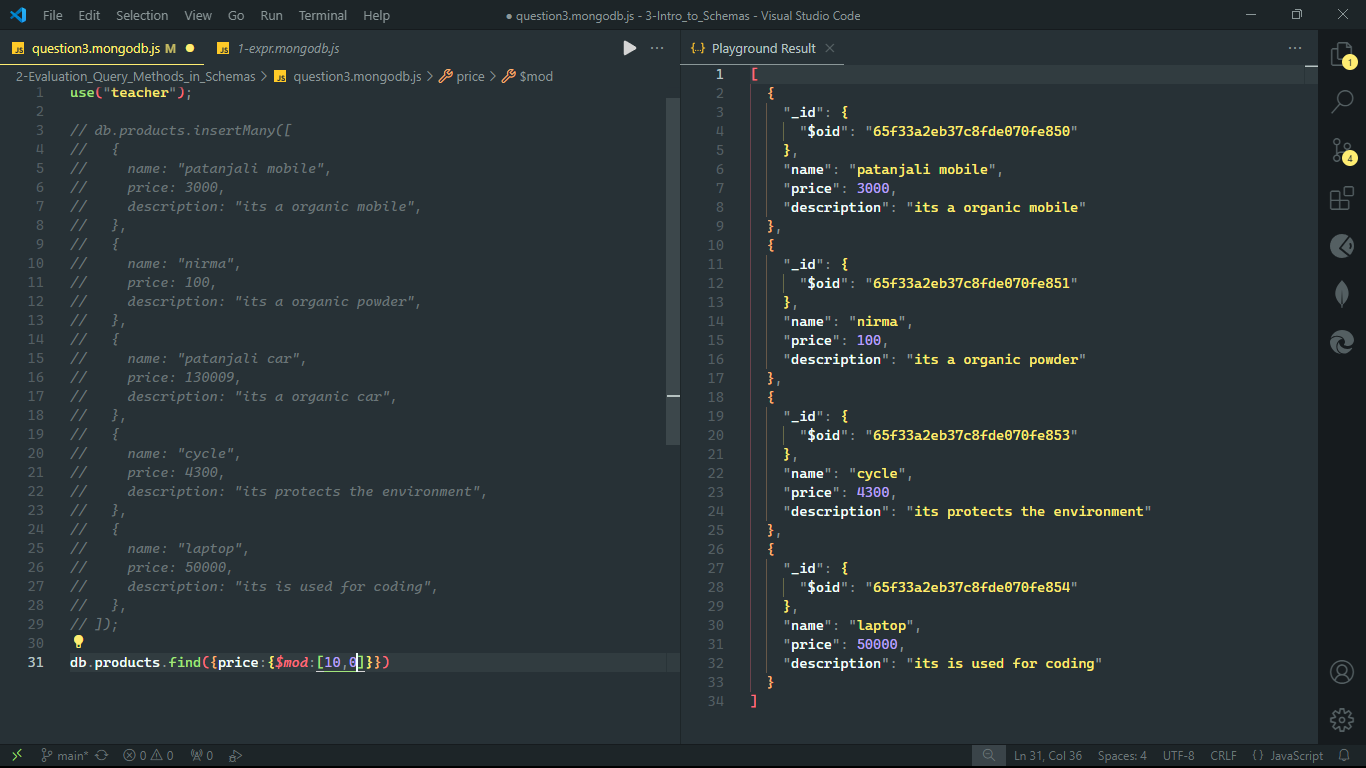 File Edit Selection View Go Run Terminal Help
● question3.mongodb.js - 3-Intro_to_Schemas - Visual Studio Code
JS question3.mongodb.js M ●
JS 1-expr.mongodb.js
2-Evaluation_Query_Methods_in_Schemas > JS question3.mongodb.js > price > $mod
1 use("teacher");
2
3 // db.products.insertMany([
4 //   {
5 //     name: "patanjali mobile",
6 //     price: 3000,
7 //     description: "its a organic mobile",
8 //   },
9 //   {
10 //     name: "nirma",
11 //     price: 100,
12 //     description: "its a organic powder",
13 //   },
14 //   {
15 //     name: "patanjali car",
16 //     price: 130009,
17 //     description: "its a organic car",
18 //   },
19 //   {
20 //     name: "cycle",
21 //     price: 4300,
22 //     description: "its protects the environment",
23 //   },
24 //   {
25 //     name: "laptop",
26 //     price: 50000,
27 //     description: "its is used for coding",
28 //   },
29 // ]);
30
31 db.products.find({price:{$mod:[10,0]}})
{..} Playground Result
1 [
2   {
3     "_id": {
4       "$oid": "65f33a2eb37c8fde070fe850"
5     },
6     "name": "patanjali mobile",
7     "price": 3000,
8     "description": "its a organic mobile"
9   },
10   {
11     "_id": {
12       "$oid": "65f33a2eb37c8fde070fe851"
13     },
14     "name": "nirma",
15     "price": 100,
16     "description": "its a organic powder"
17   },
18   {
19     "_id": {
20       "$oid": "65f33a2eb37c8fde070fe853"
21     },
22     "name": "cycle",
23     "price": 4300,
24     "description": "its protects the environment"
25   },
26   {
27     "_id": {
28       "$oid": "65f33a2eb37c8fde070fe854"
29     },
30     "name": "laptop",
31     "price": 50000,
32     "description": "its is used for coding"
33   }
34 ]
1
4
main* 0 0 0
Ln 31, Col 36 Spaces: 4 UTF-8 CRLF {} JavaScript